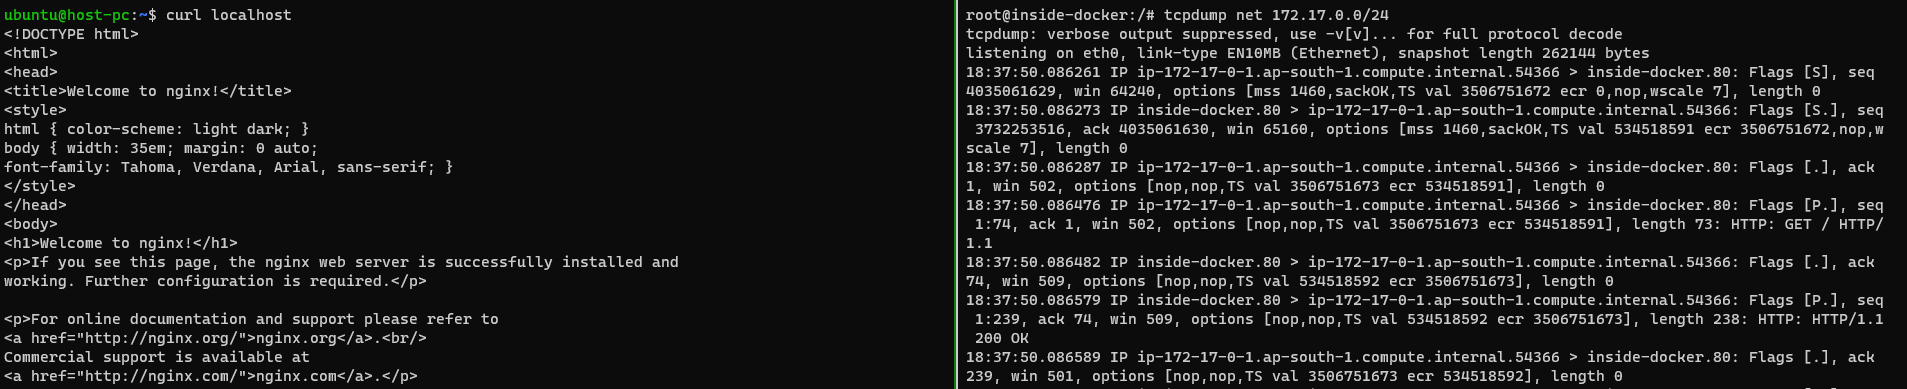 ubuntu@host-pc:~$ curl localhost
<!DOCTYPE html>
<html>
<head>
<title>Welcome to nginx!</title>
<style>
html { color-scheme: light dark; }
body { width: 35em; margin: 0 auto;
font-family: Tahoma, Verdana, Arial, sans-serif; }
</style>
</head>
<body>
<h1>Welcome to nginx!</h1>
<p>If you see this page, the nginx web server is successfully installed and
working. Further configuration is required.</p>

<p>For online documentation and support please refer to
<a href="http://nginx.org/">nginx.org</a>.<br/>
Commercial support is available at
<a href="http://nginx.com/">nginx.com</a>.</p>
root@inside-docker:/# tcpdump net 172.17.0.0/24
tcpdump: verbose output suppressed, use -v[v]... for full protocol decode
listening on eth0, link-type EN10MB (Ethernet), snapshot length 262144 bytes
18:37:50.086261 IP ip-172-17-0-1.ap-south-1.compute.internal.54366 > inside-docker.80: Flags [S], seq
4035061629, win 64240, options [mss 1460,sackOK,TS val 3506751672 ecr 0,nop,wscale 7], length 0
18:37:50.086273 IP inside-docker.80 > ip-172-17-0-1.ap-south-1.compute.internal.54366: Flags [S.], seq
3732253516, ack 4035061630, win 65160, options [mss 1460,sackOK,TS val 534518591 ecr 3506751672,nop,w
scale 7], length 0
18:37:50.086287 IP ip-172-17-0-1.ap-south-1.compute.internal.54366 > inside-docker.80: Flags [.], ack
1, win 502, options [nop,nop,TS val 3506751673 ecr 534518591], length 0
18:37:50.086476 IP ip-172-17-0-1.ap-south-1.compute.internal.54366 > inside-docker.80: Flags [P.], seq
1:74, ack 1, win 502, options [nop,nop,TS val 3506751673 ecr 534518591], length 73: HTTP: GET / HTTP/
1.1
18:37:50.086482 IP inside-docker.80 > ip-172-17-0-1.ap-south-1.compute.internal.54366: Flags [.], ack
74, win 509, options [nop,nop,TS val 534518592 ecr 3506751673], length 0
18:37:50.086579 IP inside-docker.80 > ip-172-17-0-1.ap-south-1.compute.internal.54366: Flags [P.], seq
1:239, ack 74, win 509, options [nop,nop,TS val 534518592 ecr 3506751673], length 238: HTTP: HTTP/1.1
200 OK
18:37:50.086589 IP ip-172-17-0-1.ap-south-1.compute.internal.54366 > inside-docker.80: Flags [.], ack
239, win 501, options [nop,nop,TS val 3506751673 ecr 534518592], length 0